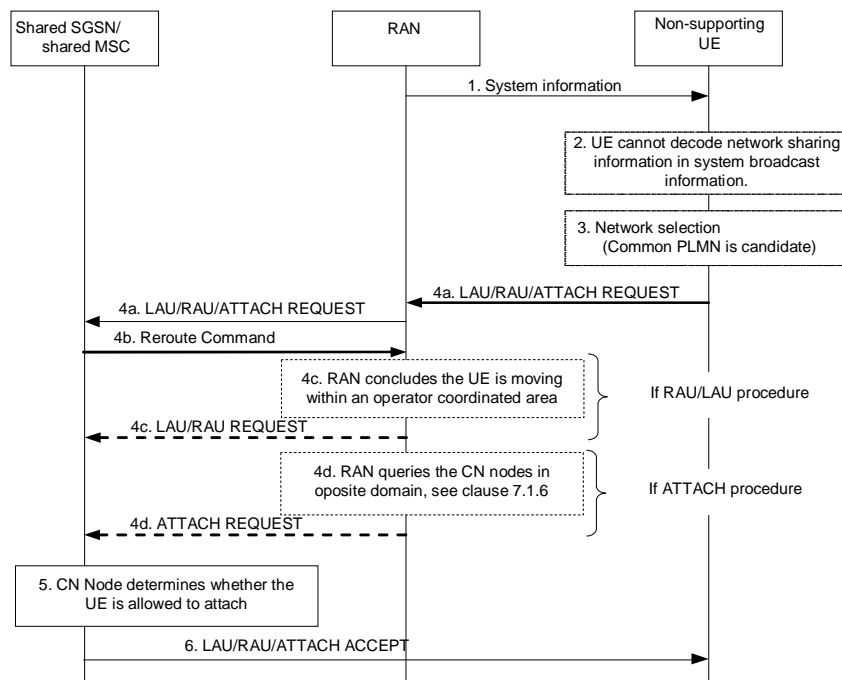 Shared SGSN/
shared MSC
RAN
Non-supporting
UE
1. System information
2. UE cannot decode network sharing
information in system broadcast
information.
3. Network selection
(Common PLMN is candidate)
4a. LAU/RAU/ATTACH REQUEST
4a. LAU/RAU/ATTACH REQUEST
4b. Reroute Command
4c. RAN concludes the UE is moving
within an operator coordinated area
If RAU/LAU procedure
4c. LAU/RAU REQUEST
4d. RAN queries the CN nodes in
oposite domain, see clause 7.1.6
If ATTACH procedure
4d. ATTACH REQUEST
5. CN Node determines whether the
UE is allowed to attach
6. LAU/RAU/ATTACH ACCEPT